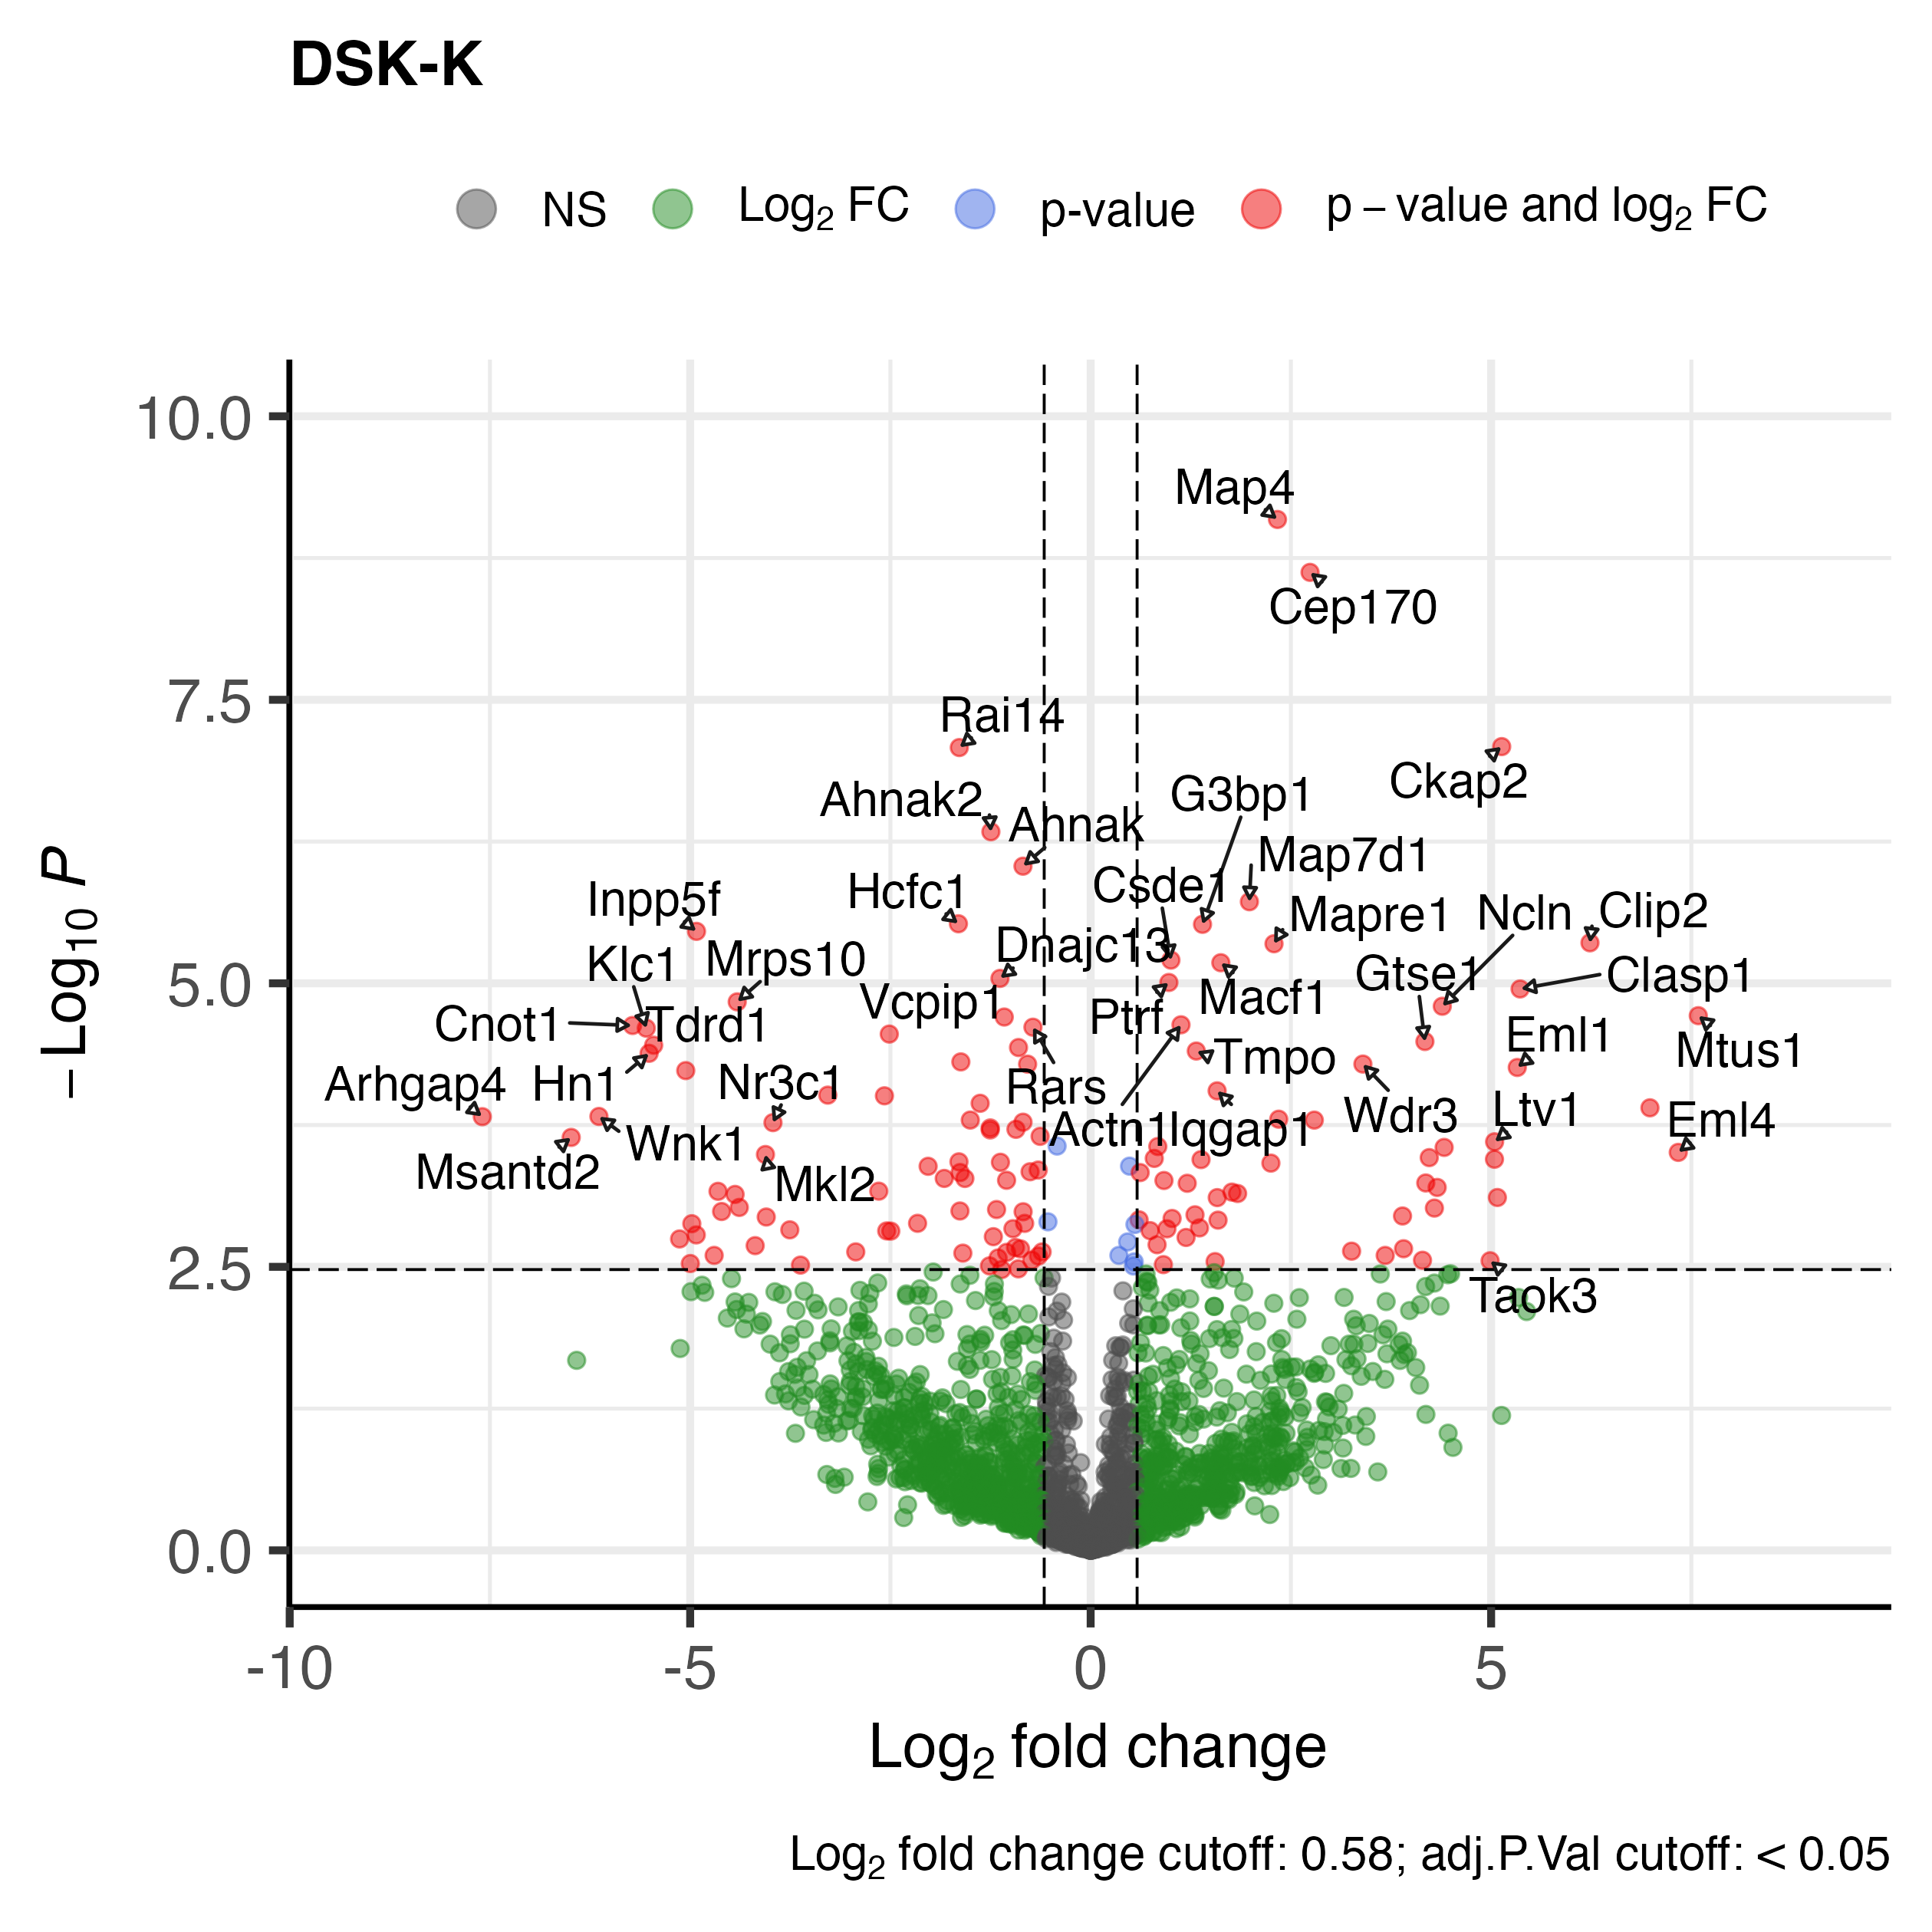 DSK-K
NS Log₂ FC p-value p – value and log₂ FC
10.0
7.5
5.0
2.5
0.0
– Log₁₀ P
Map4
Cep170
Rai14
Ckap2
Ahnak2
G3bp1
Ahnak
Map7d1
Hcfc1
Csde1
Inpp5f
Mapre1
Ncln
Clip2
Dnajc13
Klc1
Mrps10
Gtse1
Clasp1
Vcpip1
Macf1
Ptrf
Cnot1
Tdrd1
Eml1
Mtus1
Tmpo
Arhgap4
Hn1
Nr3c1
Rars
Wdr3
Ltv1
Eml4
Actn1
Iqgap1
Wnk1
Msantd2
Mkl2
Taok3
-10 -5 0 5
Log₂ fold change
Log₂ fold change cutoff: 0.58; adj.P.Val cutoff: < 0.05